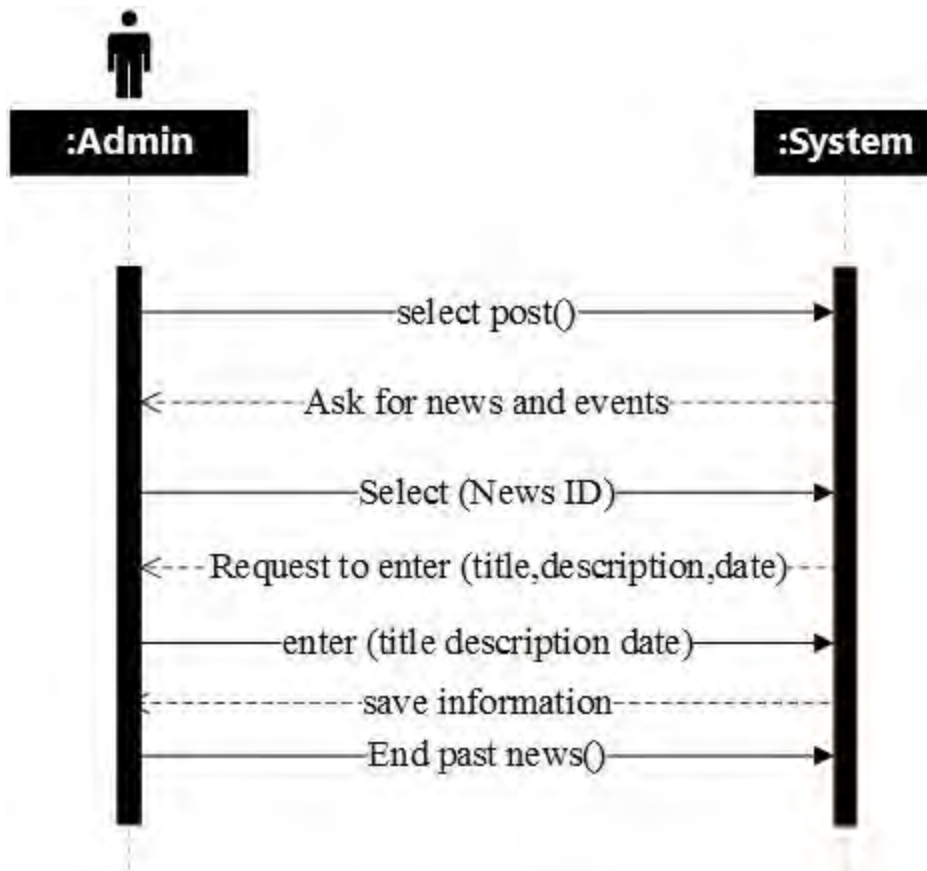 :Admin
:System
select post()
Ask for news and events
Select (News ID)
Request to enter (title,description,date)
enter (title description date)
save information
End past news()